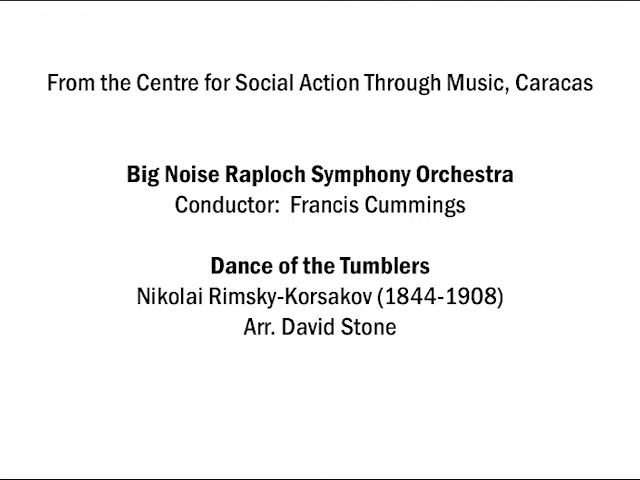 From the Centre for Social Action Through Music, Caracas
Big Noise Raploch Symphony Orchestra
Conductor:  Francis Cummings
Dance of the Tumblers
Nikolai Rimsky-Korsakov (1844-1908)
Arr. David Stone